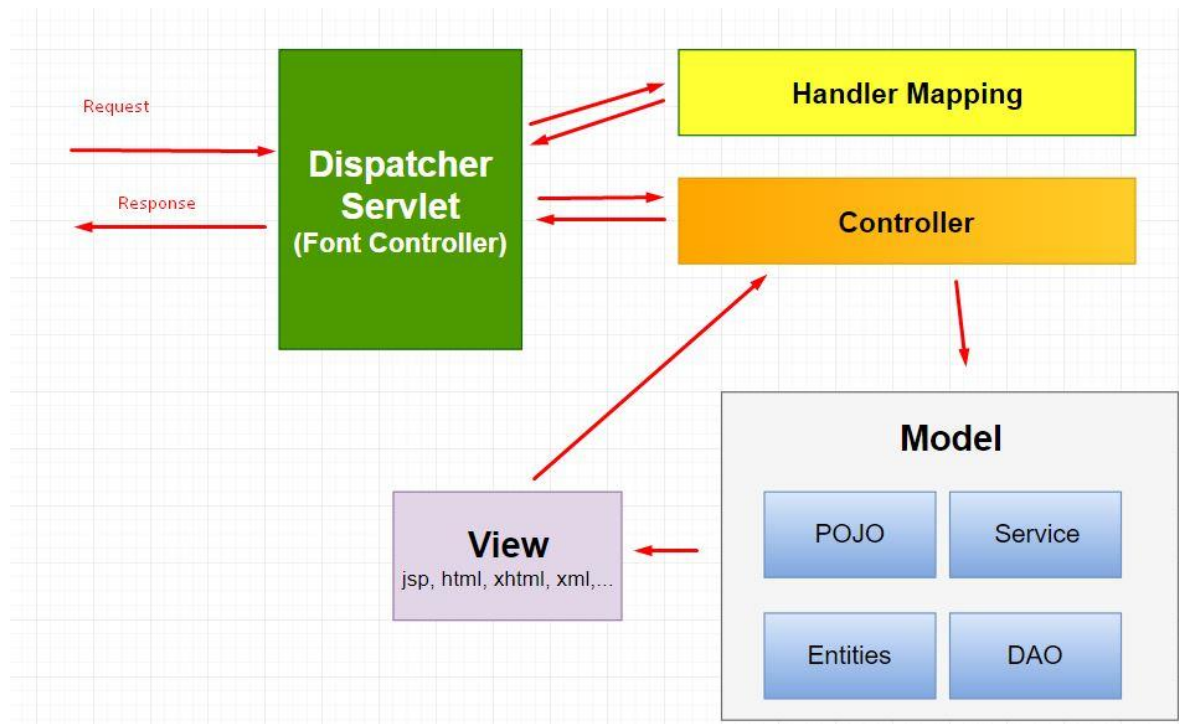 Request
Response
Dispatcher
Servlet
(Font Controller)
Handler Mapping
Controller
Model
POJO
Service
Entities
DAO
View
jsp, html, xhtml, xml,...